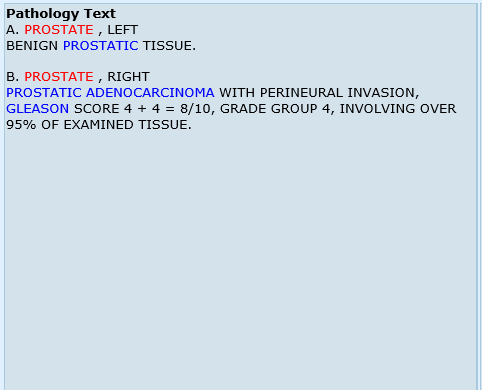 Pathology Text
A. PROSTATE , LEFT
BENIGN PROSTATIC TISSUE.
B. PROSTATE , RIGHT
PROSTATIC ADENOCARCINOMA WITH PERINEURAL INVASION,
GLEASON SCORE 4 + 4 = 8/10, GRADE GROUP 4, INVOLVING OVER
95% OF EXAMINED TISSUE.